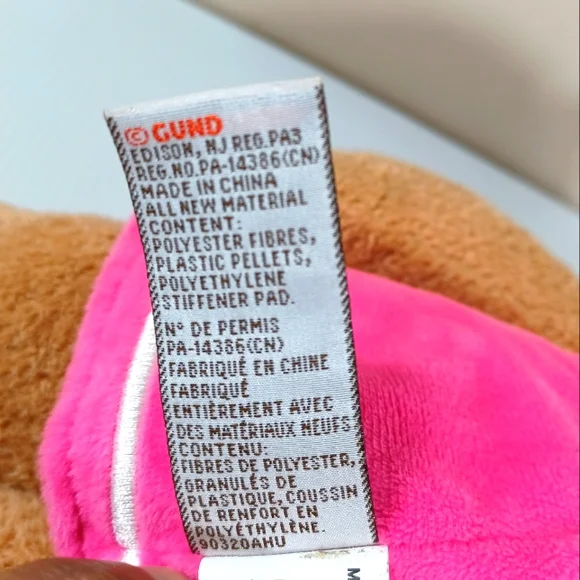 © GUND
EDISON, NJ REG.PA3
REG.NO.PA-14386(CN)
MADE IN CHINA
ALL NEW MATERIAL
CONTENT:
POLYESTER FIBRES,
PLASTIC PELLETS,
POLYETHYLENE
STIFFENER PAD.
N° DE PERMIS
PA-14386(CN)
FABRIQUÉ EN CHINE
FABRIQUÉ
ENTIÈREMENT AVEC
DES MATÉRIAUX NEUFS
CONTENU:
FIBRES DE POLYESTER,
GRANULÉS DE
PLASTIQUE, COUSSIN
DE RENFORT EN
POLYÉTHYLÈNE.
90320AHU